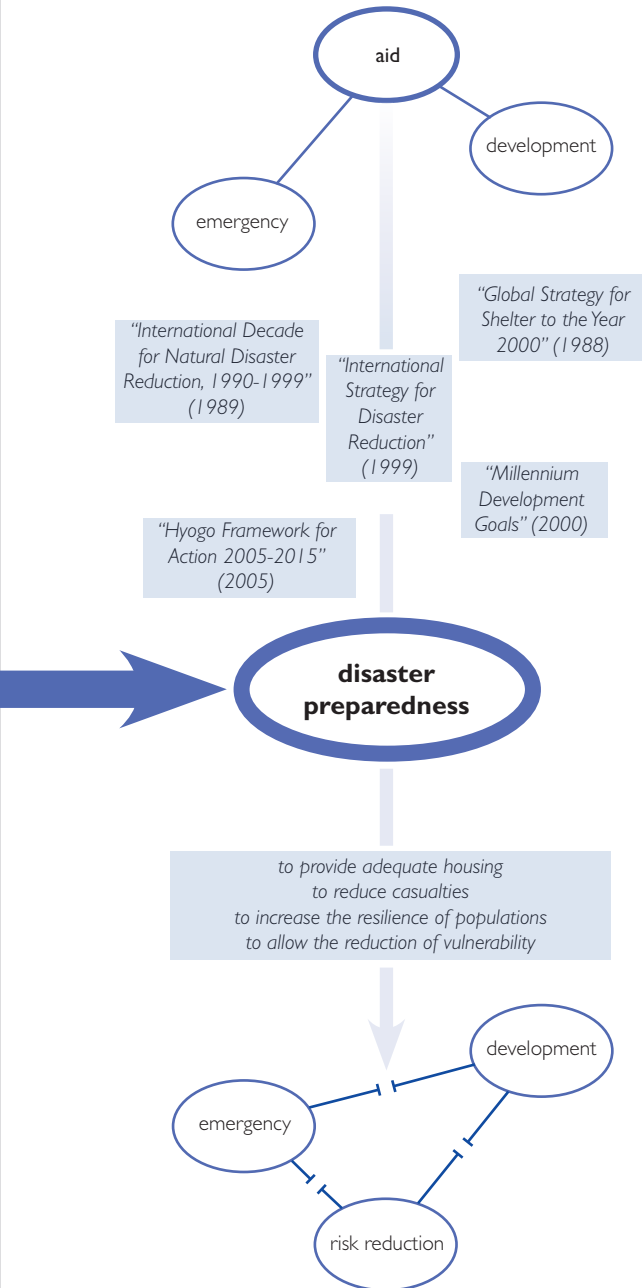 aid
development
emergency
“Global Strategy for
Shelter to the Year
2000” (1988)
“International Decade
for Natural Disaster
Reduction, 1990-1999”
(1989)
“International
Strategy for
Disaster
Reduction”
(1999)
“Millennium
Development
Goals” (2000)
“Hyogo Framework for
Action 2005-2015”
(2005)
disaster
preparedness
to provide adequate housing
to reduce casualties
to increase the resilience of populations
to allow the reduction of vulnerability
development
emergency
risk reduction